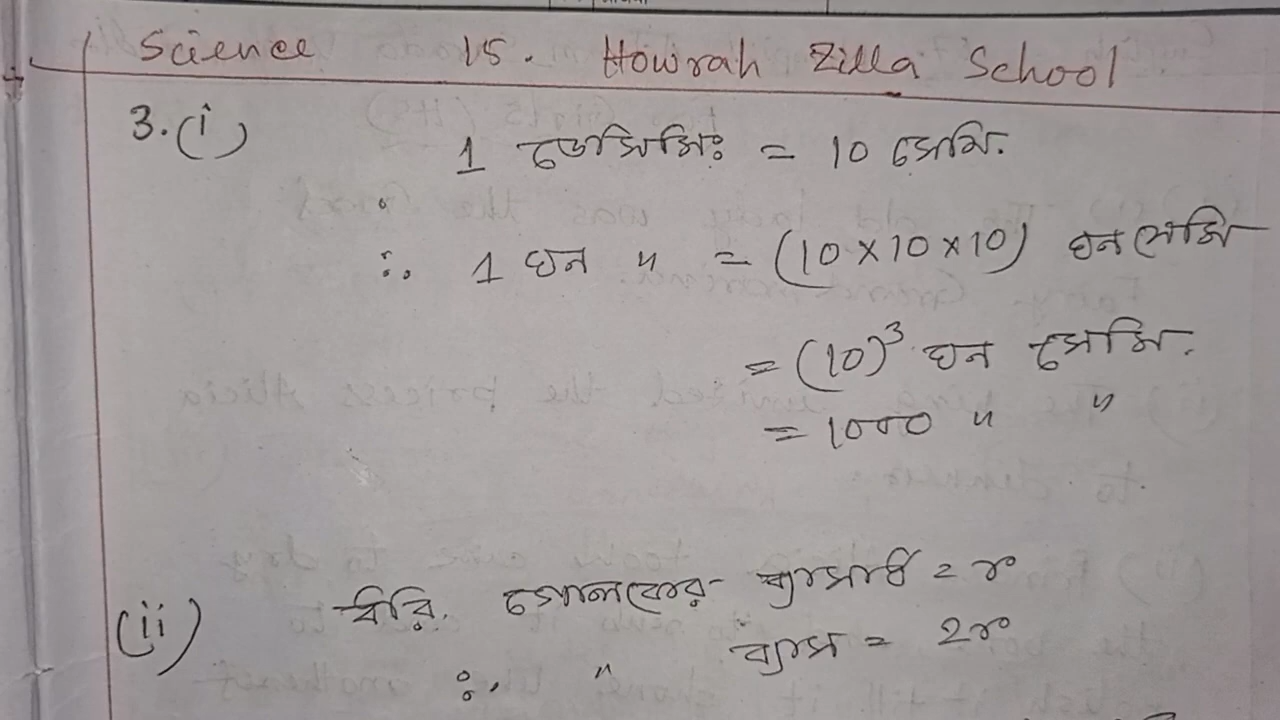 Science 15. Howrah Zilla School
3.(i) 1 ডেসিমিঃ = 10 সেমি.
∴ 1 ঘন " = (10×10×10) ঘন সেমি
= (10)³ ঘন সেমি.
= 1000 " "
(ii) ধরি, গোলকের ব্যাসার্ধ = r
∴ " ব্যাস = 2r